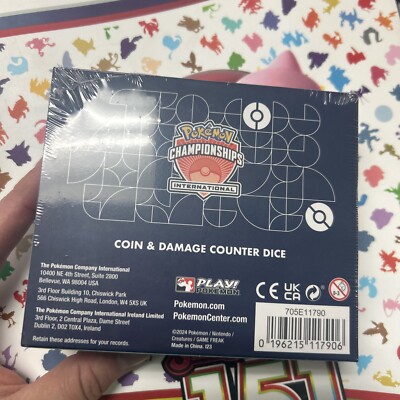 POKéMON
CHAMPIONSHIPS
INTERNATIONAL
COIN & DAMAGE COUNTER DICE
The Pokémon Company International
10400 NE 4th Street, Suite 2800
Bellevue, WA 98004 USA
3rd Floor Building 10, Chiswick Park
566 Chiswick High Road, London, W4 5XS UK
The Pokémon Company International Ireland Limited
3rd Floor, 2 Central Plaza, Dame Street
Dublin 2, D02 T0X4, Ireland
Retain these addresses for your records.
PLAY!
POKéMON
Pokemon.com
PokemonCenter.com
©2024 Pokémon / Nintendo /
Creatures / GAME FREAK
Made in China. 123
CE UK CA 0-3
705E11790
0 196215 117906